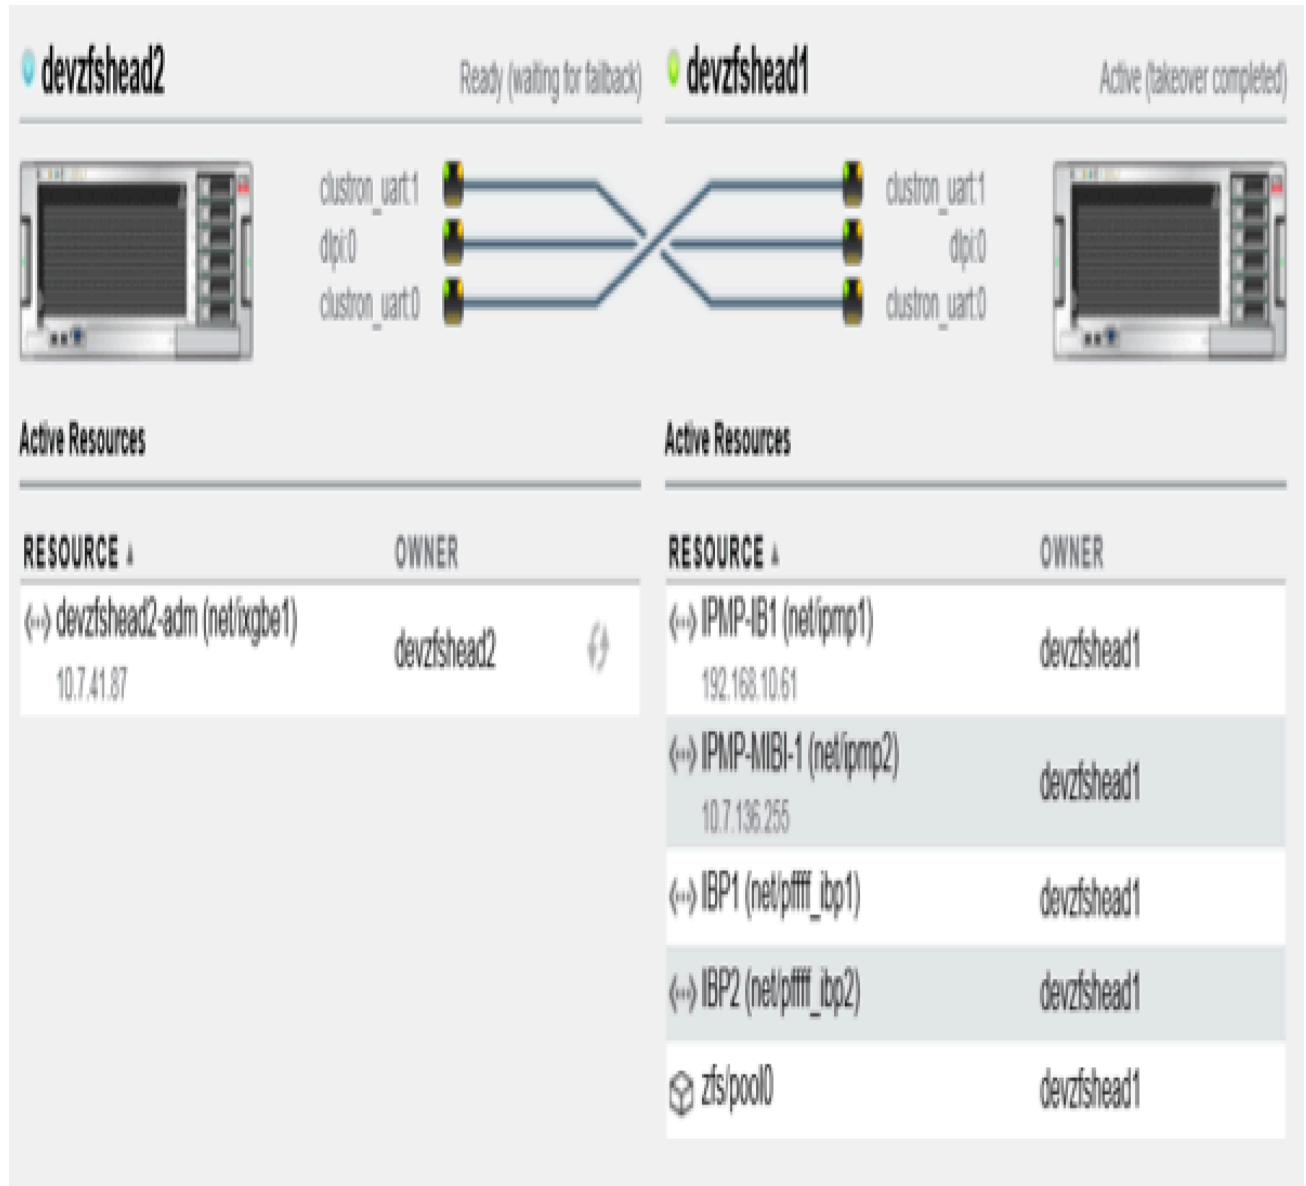 devzfshead2
Ready (waiting for failback)
devzfshead1
Active (takeover completed)
clustron_uart:1
dlpi:0
clustron_uart:0
clustron_uart:1
dlpi:0
clustron_uart:0
Active Resources
RESOURCE ▲ OWNER
devzfshead2-adm (net/ixgbe1)
10.7.41.87
devzfshead2
Active Resources
RESOURCE ▲ OWNER
IPMP-IB1 (net/ipmp1)
192.168.10.61
devzfshead1
IPMP-MIBI-1 (net/ipmp2)
10.7.136.255
devzfshead1
IBP1 (net/pffff_ibp1)
devzfshead1
IBP2 (net/pffff_ibp2)
devzfshead1
zfs/pool0
devzfshead1